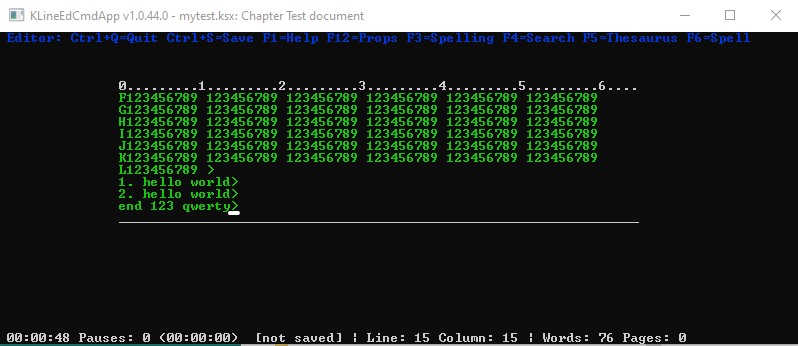 KLineEdCmdApp v1.0.44.0 - mytest.ksx: Chapter Test document
Editor: Ctrl+Q=Quit Ctrl+S=Save F1=Help F12=Props F3=Spelling F4=Search F5=Thesaurus F6=Spell
0.........1.........2.........3.........4.........5.........6....
F123456789 123456789 123456789 123456789 123456789 123456789
G123456789 123456789 123456789 123456789 123456789 123456789
H123456789 123456789 123456789 123456789 123456789 123456789
I123456789 123456789 123456789 123456789 123456789 123456789
J123456789 123456789 123456789 123456789 123456789 123456789
K123456789 123456789 123456789 123456789 123456789 123456789
L123456789 >
1. hello world>
2. hello world>
end 123 qwerty>
00:00:48 Pauses: 0 (00:00:00)  [not saved] ¦ Line: 15 Column: 15 ¦ Words: 76 Pages: 0